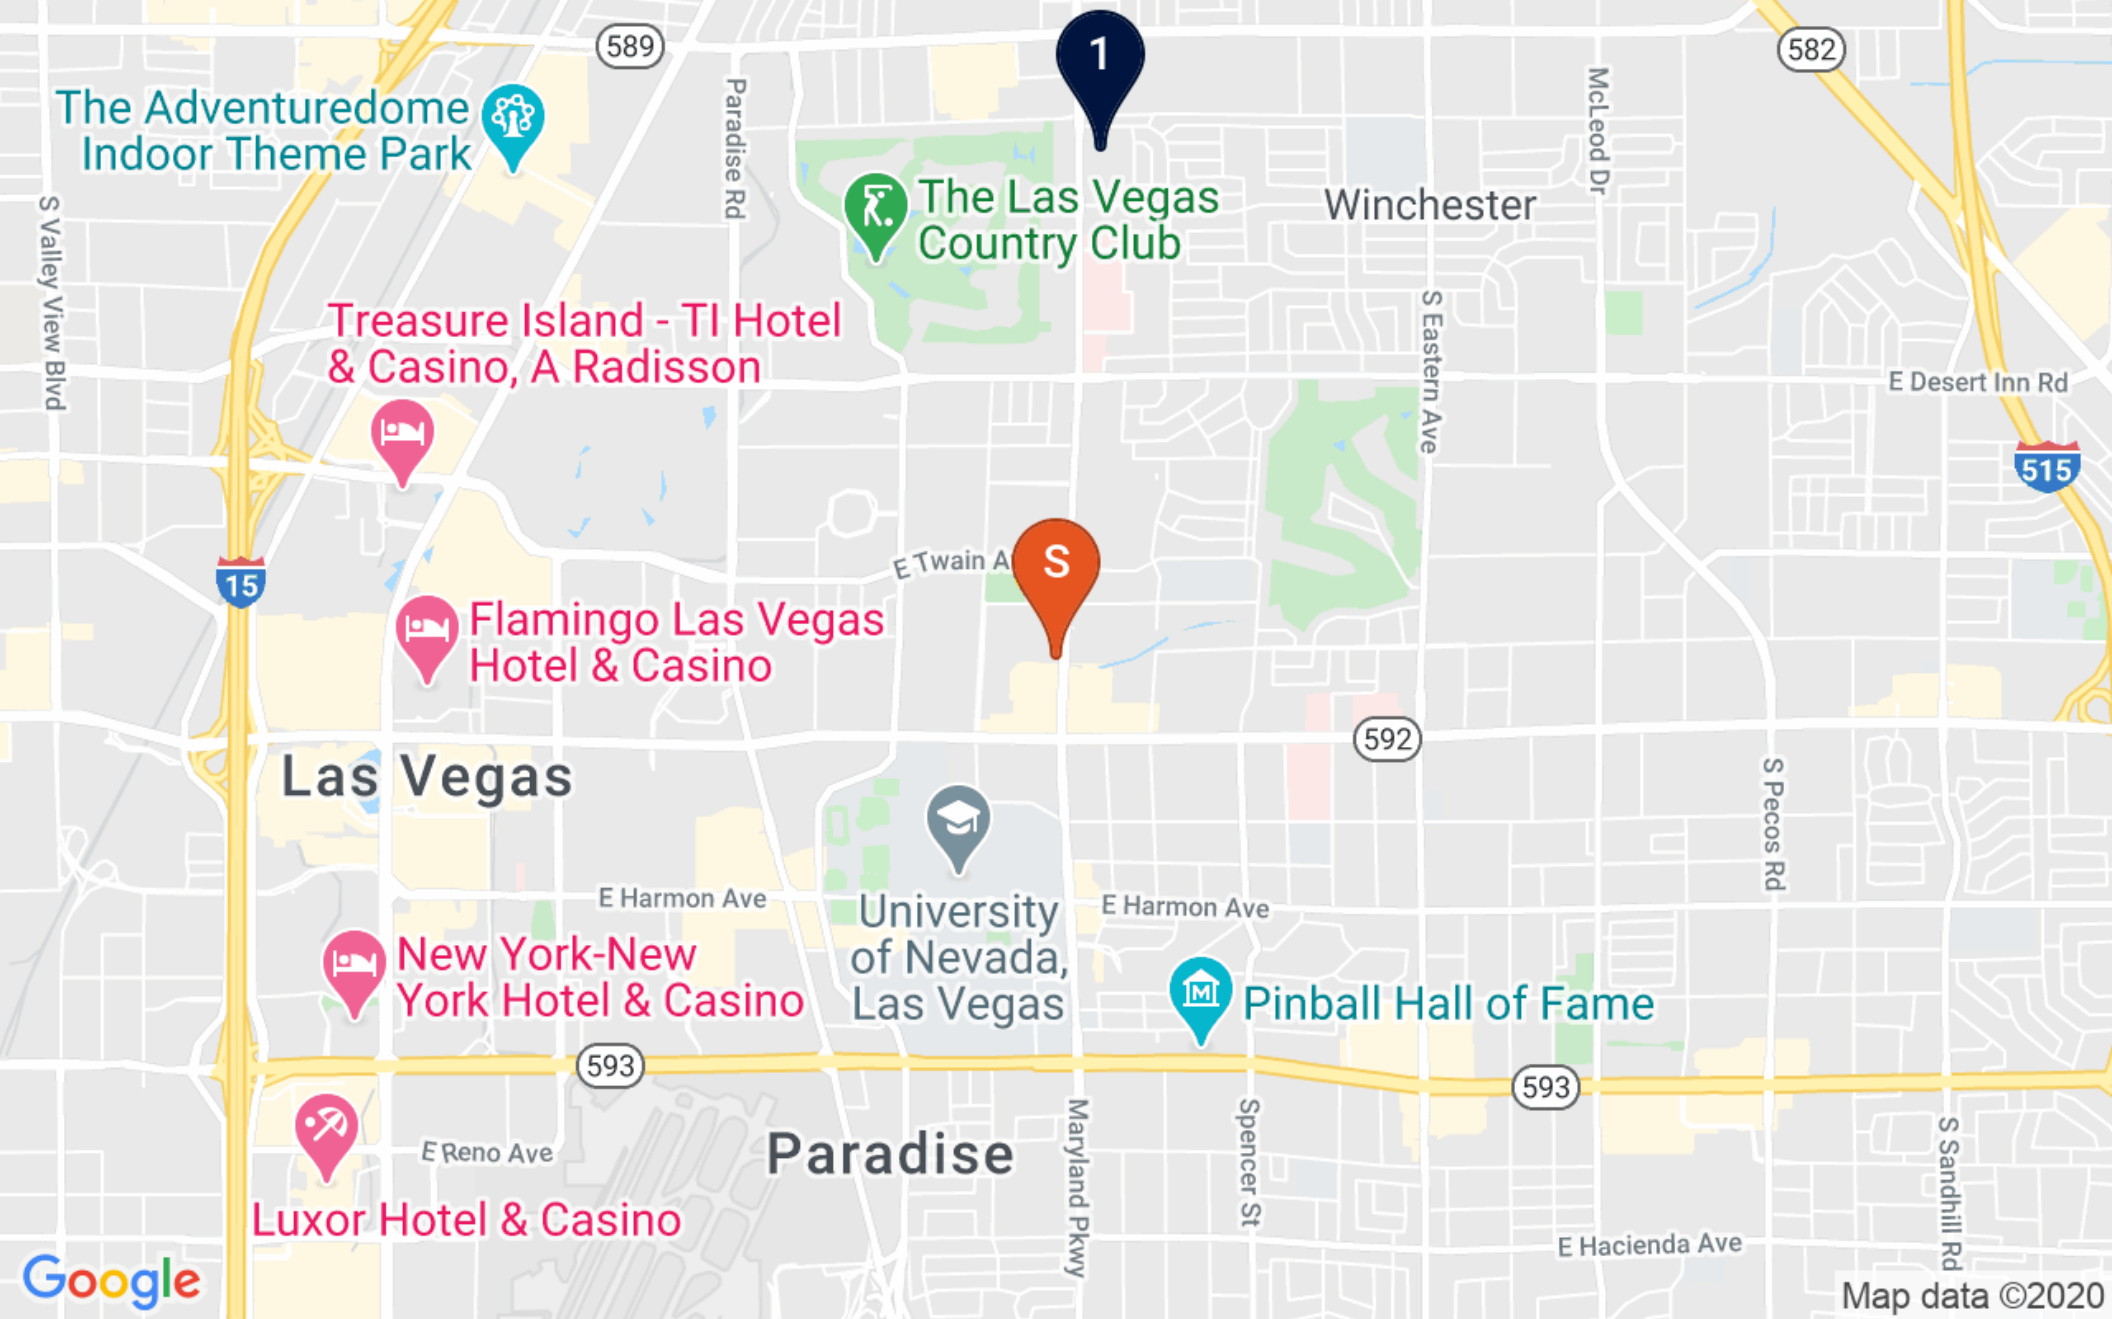 589
1
582
The Adventuredome
Indoor Theme Park
Paradise Rd
McLeod Dr
The Las Vegas
Country Club
Winchester
S Valley View Blvd
Treasure Island - TI Hotel
& Casino, A Radisson
S Eastern Ave
E Desert Inn Rd
515
E Twain A
S
15
Flamingo Las Vegas
Hotel & Casino
592
Las Vegas
S Pecos Rd
E Harmon Ave
University
of Nevada,
Las Vegas
E Harmon Ave
New York-New
York Hotel & Casino
Pinball Hall of Fame
593
593
E Reno Ave
Paradise
Maryland Pkwy
Spencer St
S Sandhill Rd
Luxor Hotel & Casino
E Hacienda Ave
Google
Map data ©2020